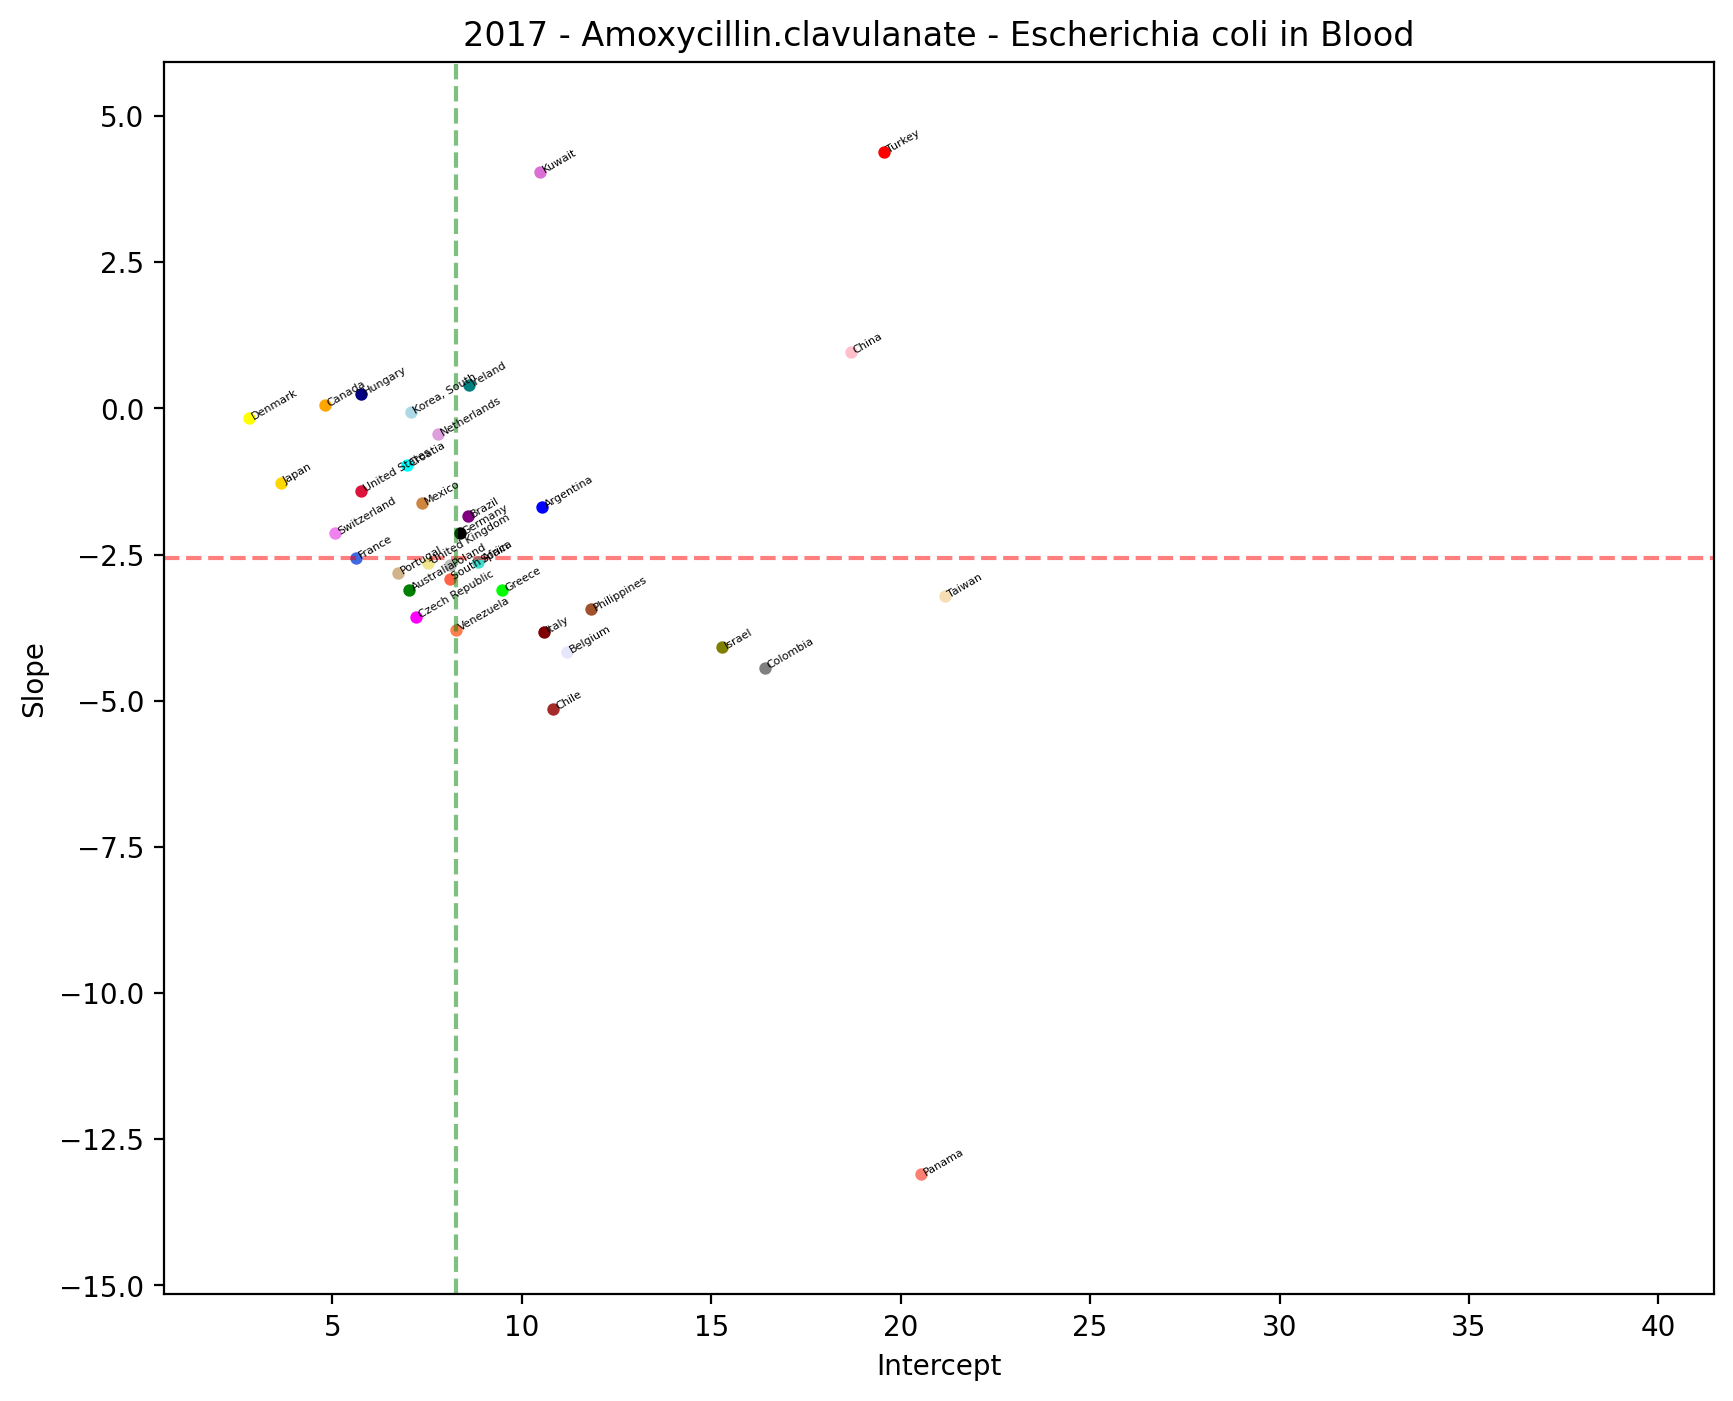 2017 - Amoxycillin.clavulanate - Escherichia coli in Blood
5.0
Turkey
Kuwait
2.5
China
Ireland
Korea, South
Hungary
Canada
Denmark
0.0
Netherlands
Croatia
United States
Japan
Mexico
Argentina
Brazil
Germany
Switzerland
United Kingdom
France
−2.5
Portugal
Poland
Spain
South Africa
Australia
Greece
Czech Republic
Philippines
Taiwan
Venezuela
Italy
Belgium
Israel
Colombia
Slope
−5.0
Chile
−7.5
−10.0
−12.5
Panama
−15.0
5 10 15 20 25 30 35 40
Intercept